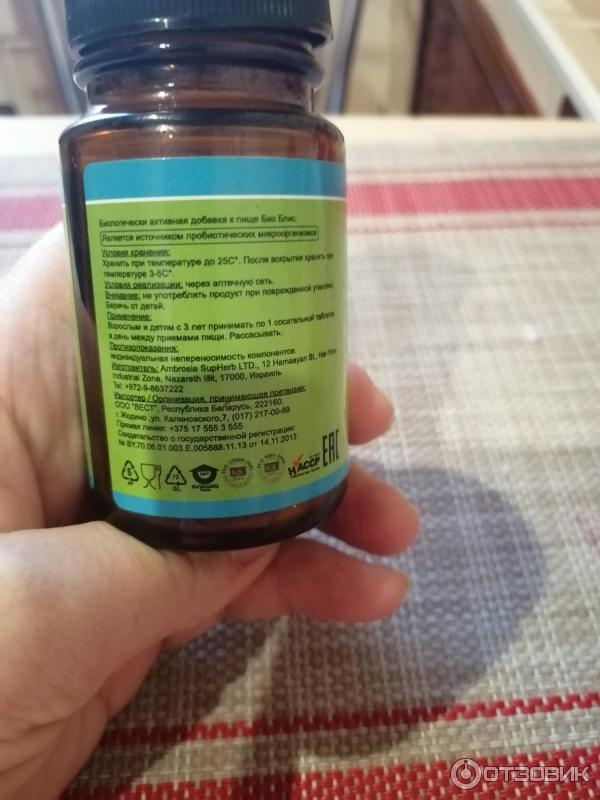 Биологически активная добавка к пище Био Блис.
Является источником пробиотических микроорганизмов
Условия хранения:
Хранить при температуре до 25С°. После вскрытия хранить при
температуре 3-5С°.
Условия реализации: через аптечную сеть.
Внимание: не употреблять продукт при поврежденной упаковке.
Беречь от детей.
Применение:
Взрослым и детям с 3 лет принимать по 1 сосательной таблетке
в день между приемами пищи. Рассасывать.
Противопоказания:
индивидуальная непереносимость компонентов.
Изготовитель: Ambrosia SupHerb LTD., 12 Hamaayan St., Har-Yona
Industrial Zone, Nazareth Illit, 17000, Израиль
Tel: +972-9-8637222
Импортер / Организация, принимающая претензии:
ООО "ВЕСТ", Республика Беларусь, 222160,
г. Жодино ,ул. Калиновского,7, (017) 217-00-89
Прямая линия: +375 17 555 3 555
Свидетельство о государственной регистрации:
№ BY.70.06.01.003.E.005888.11.13 от 14.11.2013
HACCP
EAC
ОТЗОВИК